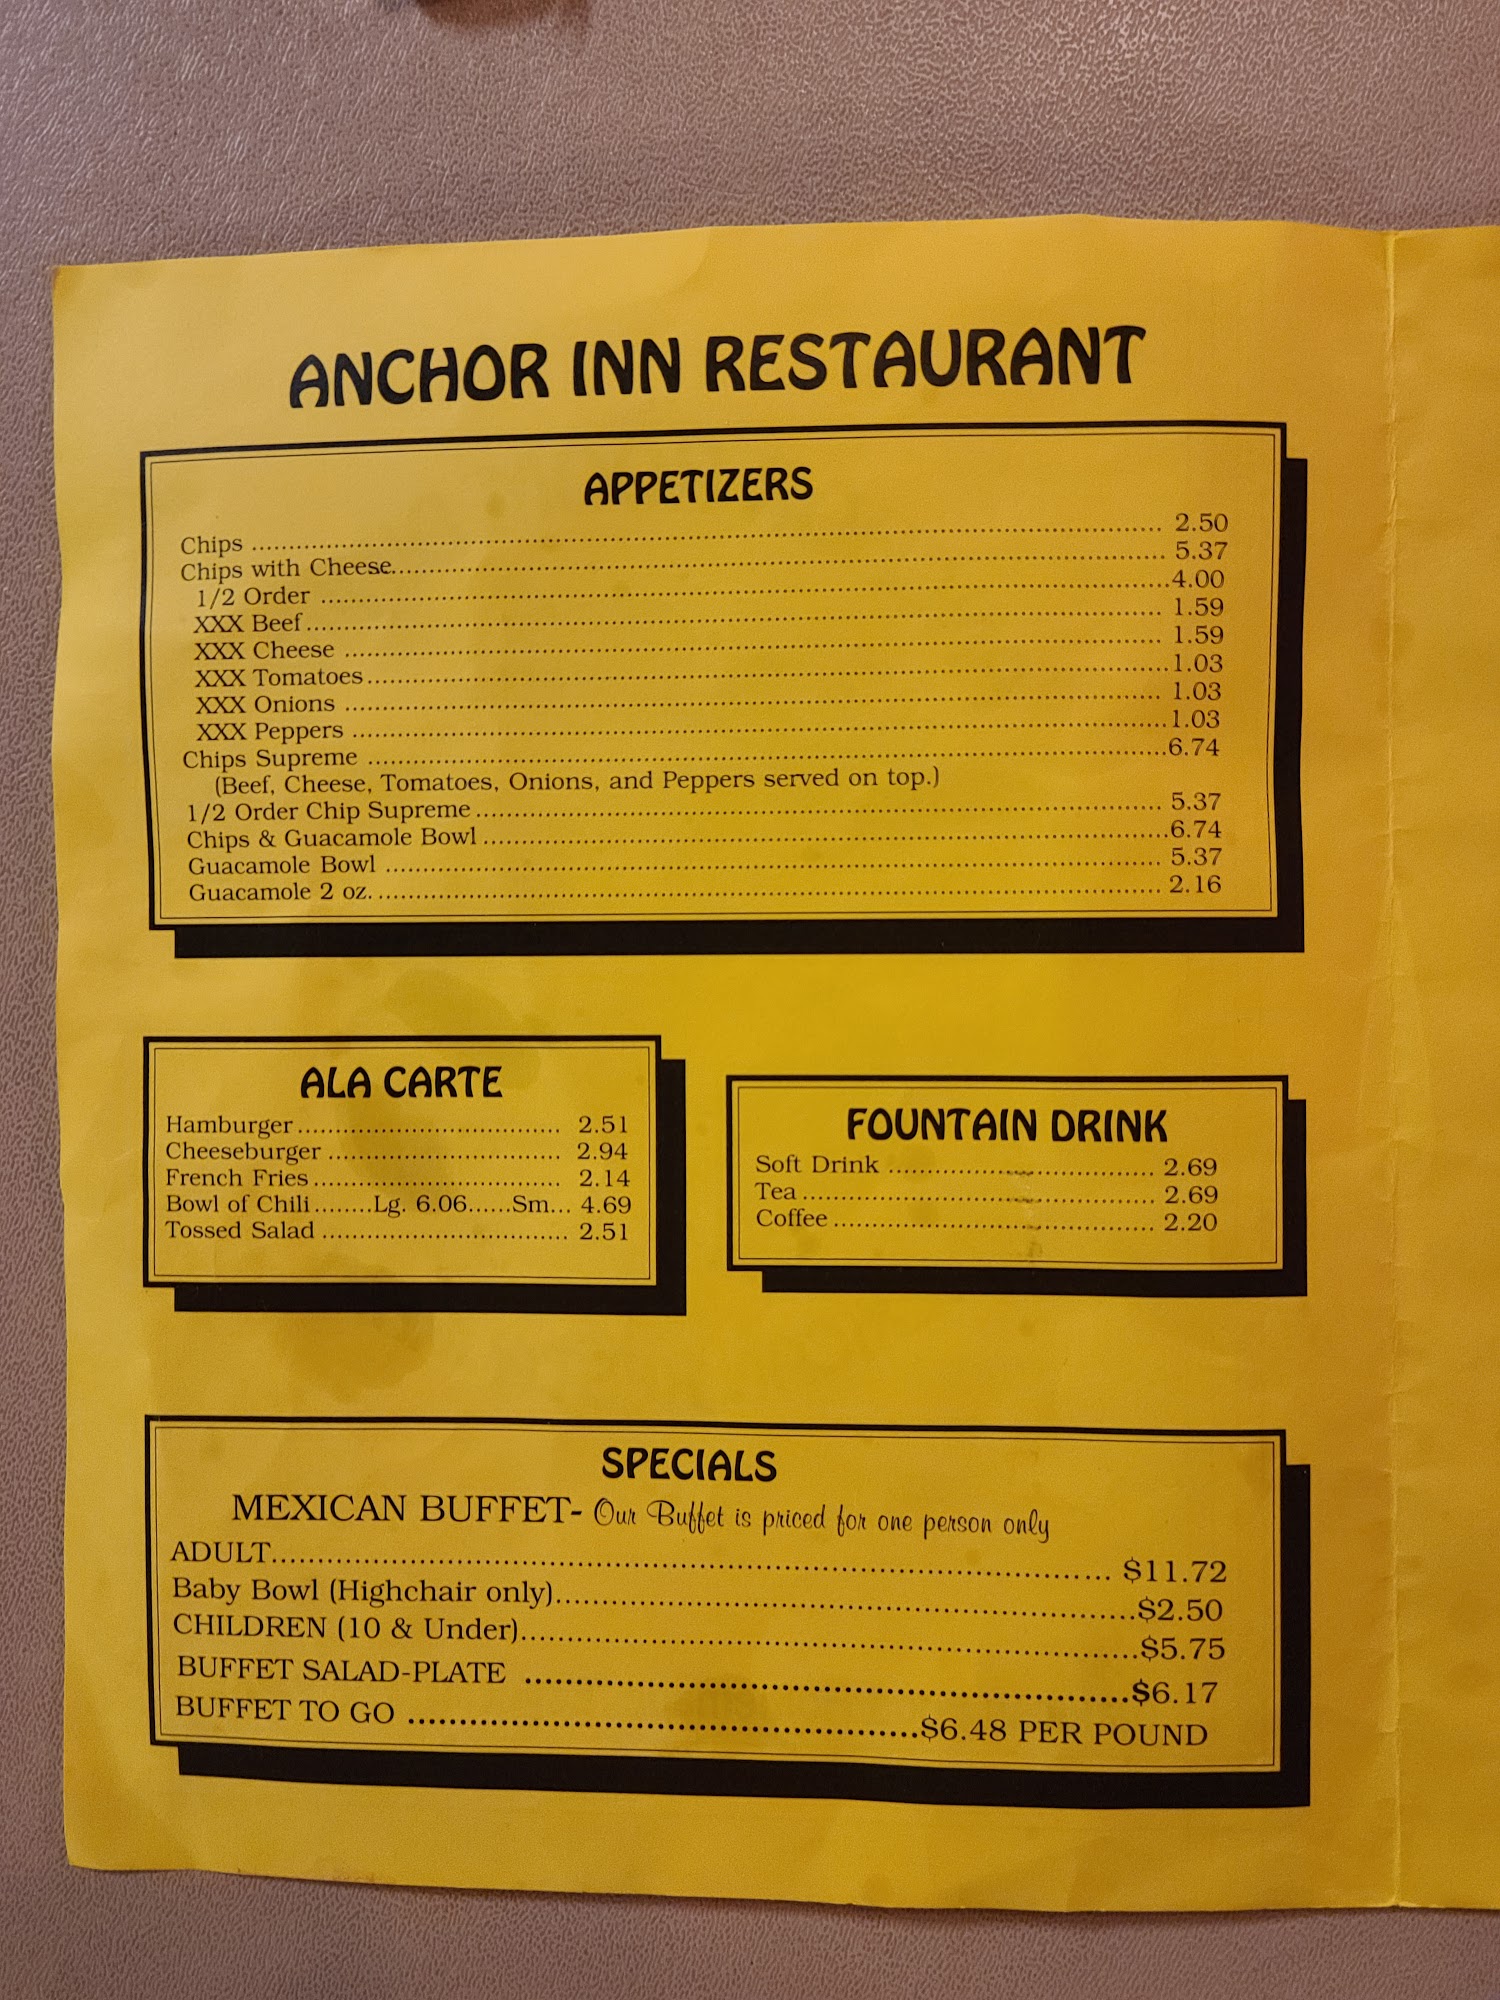 ANCHOR INN RESTAURANT
APPETIZERS
Chips ........ 2.50
Chips with Cheese........ 5.37
1/2 Order ........4.00
XXX Beef........ 1.59
XXX Cheese ........ 1.59
XXX Tomatoes........1.03
XXX Onions ........ 1.03
XXX Peppers ........1.03
Chips Supreme ........6.74
(Beef, Cheese, Tomatoes, Onions, and Peppers served on top.)
1/2 Order Chip Supreme........ 5.37
Chips & Guacamole Bowl ........6.74
Guacamole Bowl ........ 5.37
Guacamole 2 oz. ........ 2.16
ALA CARTE
Hamburger........ 2.51
Cheeseburger ........ 2.94
French Fries........ 2.14
Bowl of Chili........Lg. 6.06......Sm... 4.69
Tossed Salad ........ 2.51
FOUNTAIN DRINK
Soft Drink ........ 2.69
Tea ........ 2.69
Coffee ........ 2.20
SPECIALS
MEXICAN BUFFET- Our Buffet is priced for one person only
ADULT........ $11.72
Baby Bowl (Highchair only)........$2.50
CHILDREN (10 & Under)........$5.75
BUFFET SALAD-PLATE ........$6.17
BUFFET TO GO ........$6.48 PER POUND